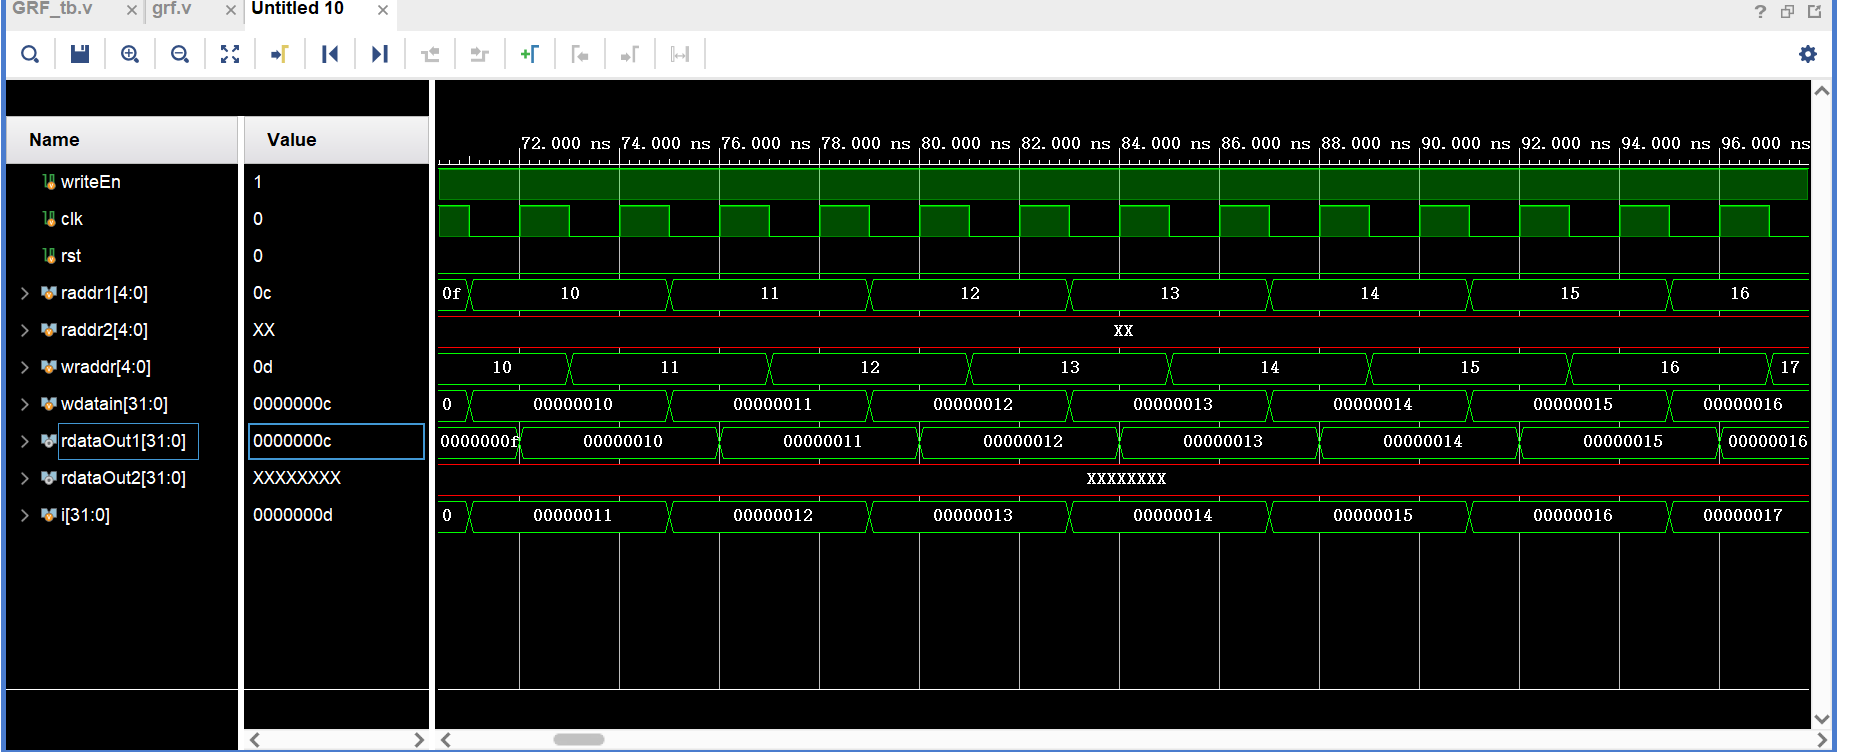 GRF_tb.v × grf.v × Untitled 10 ×
?
Name Value
72.000 ns 74.000 ns 76.000 ns 78.000 ns 80.000 ns 82.000 ns 84.000 ns 86.000 ns 88.000 ns 90.000 ns 92.000 ns 94.000 ns 96.000 ns
writeEn 1
clk 0
rst 0
raddr1[4:0] 0c 0f 10 11 12 13 14 15 16
raddr2[4:0] XX XX
wraddr[4:0] 0d 10 11 12 13 14 15 16 17
wdatain[31:0] 0000000c 0 00000010 00000011 00000012 00000013 00000014 00000015 00000016
rdataOut1[31:0] 0000000c 0000000f 00000010 00000011 00000012 00000013 00000014 00000015 00000016
rdataOut2[31:0] XXXXXXXX XXXXXXXX
i[31:0] 0000000d 0 00000011 00000012 00000013 00000014 00000015 00000016 00000017